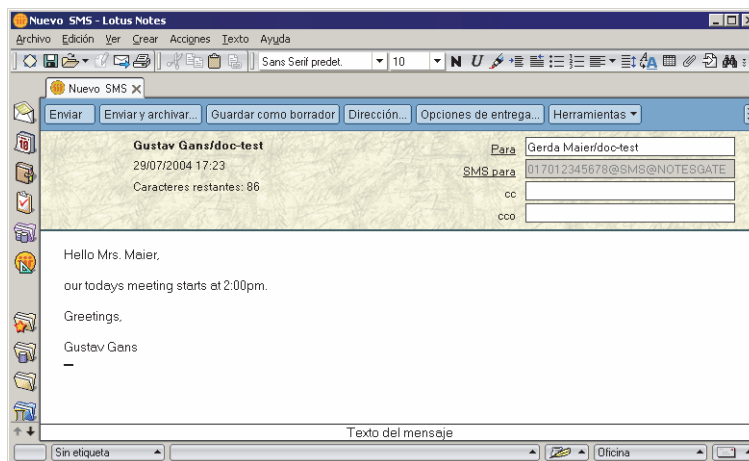 Nuevo SMS - Lotus Notes
Archivo Edición Ver Crear Acciones Texto Ayuda
Sans Serif predet. 10 N U
Nuevo SMS
Enviar Enviar y archivar... Guardar como borrador Dirección... Opciones de entrega... Herramientas
Gustav Gans/doc-test Para Gerda Maier/doc-test
29/07/2004 17:23 SMS para 017012345678@SMS@NOTESGATE
Caracteres restantes: 86 cc
cco
Hello Mrs. Maier,
our todays meeting starts at 2:00pm.
Greetings,
Gustav Gans
Texto del mensaje
Sin etiqueta Oficina